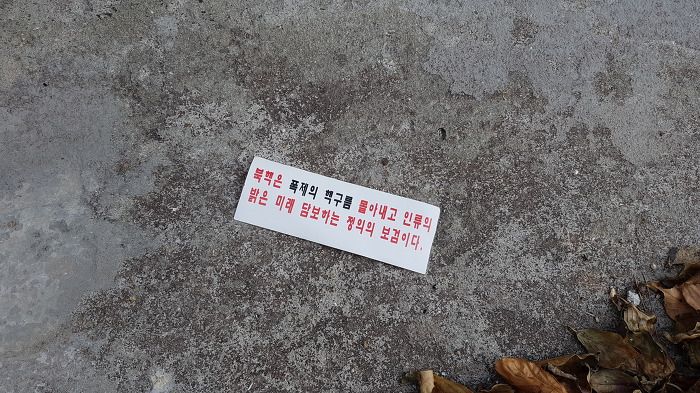 북핵은 폭제의 핵구름 몰아내고 인류의
밝은 미래 담보하는 정의의 보검이다.